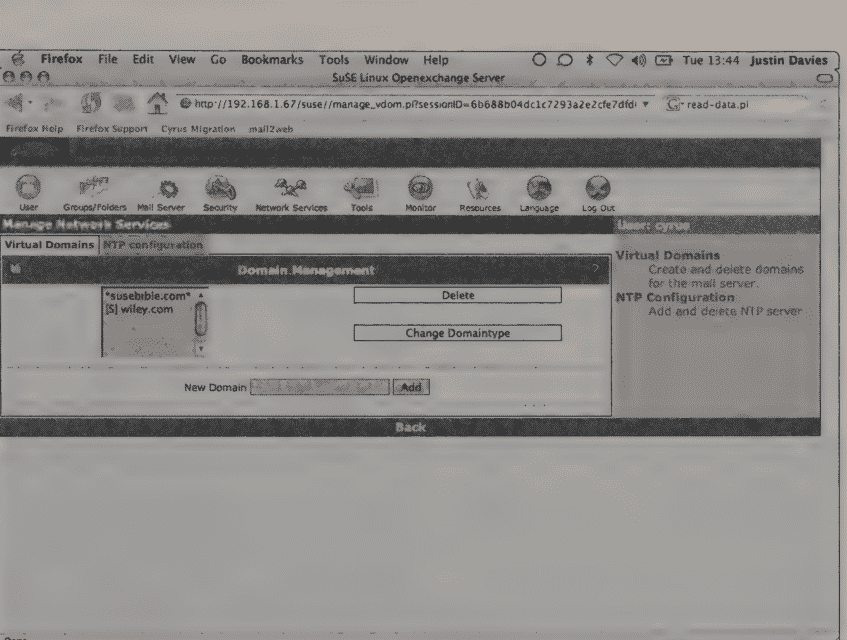 Firefox File Edit View Go Bookmarks Tools Window Help Tue 13:44 Justin Davies
SuSE Linux Openexchange Server
http://192.168.1.67/suse//manage_vdom.pl?sessionID=6b688b04dc1c7293a2e2cfe7dfd read-data.pl
Firefox Help Firefox Support Cyrus Migration mail2web
User Groups/Folders Mail Server Security Network Services Tools Monitor Resources Language Log Out
Manage Network Services User: cyrus
Virtual Domains NTP configuration
Domain Management ?
*susebible.com*
[S] wiley.com
Delete
Change Domaintype
New Domain Add
Virtual Domains
Create and delete domains
for the mail server.
NTP Configuration
Add and delete NTP server
Back